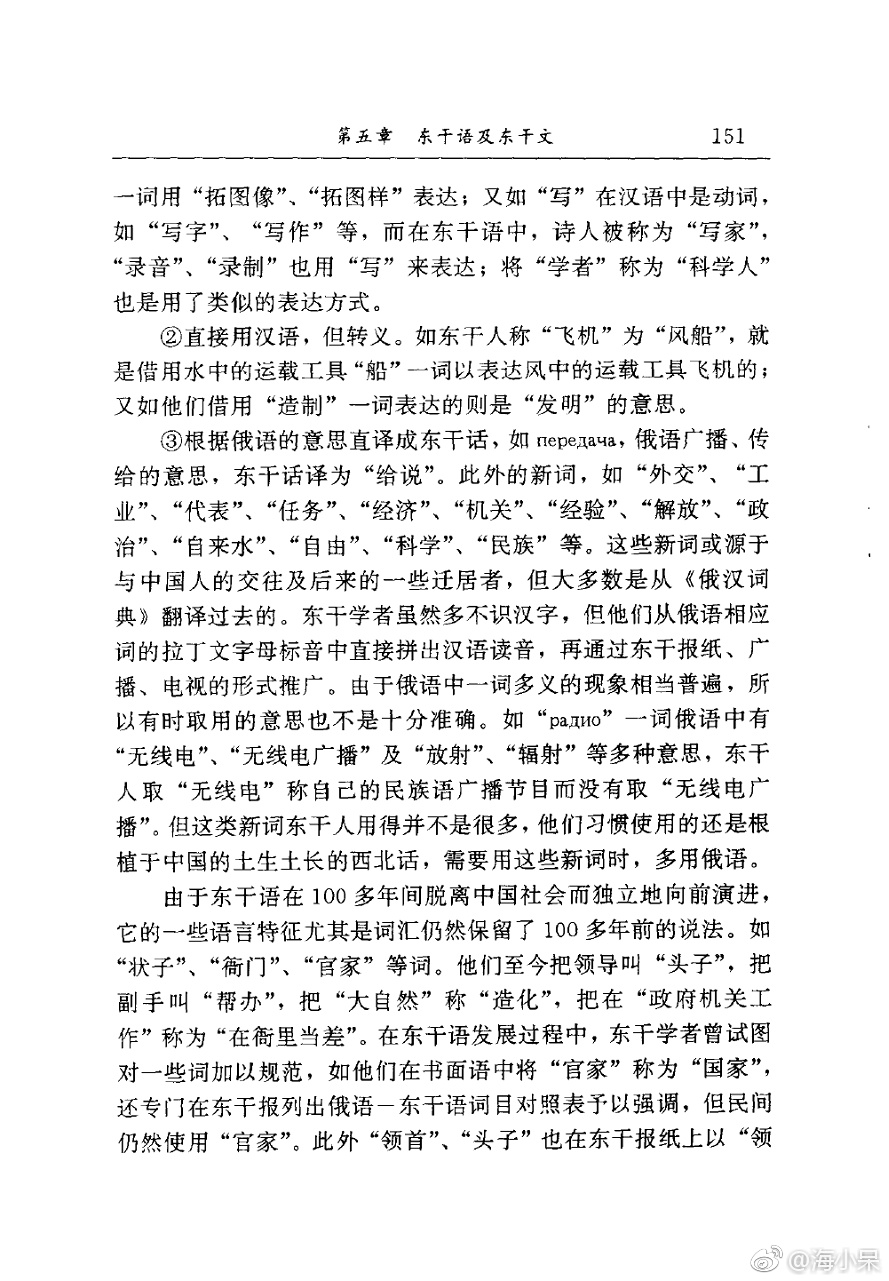 第五章 东干语及东干文 151
一词用“拓图像”、“拓图样”表达；又如“写”在汉语中是动词，
如“写字”、“写作”等，而在东干语中，诗人被称为“写家”，
“录音”、“录制”也用“写”来表达；将“学者”称为“科学人”
也是用了类似的表达方式。
②直接用汉语，但转义。如东干人称“飞机”为“风船”，就
是借用水中的运载工具“船”一词以表达风中的运载工具飞机的；
又如他们借用“造制”一词表达的则是“发明”的意思。
③根据俄语的意思直译成东干话，如 передача，俄语广播、传
给的意思，东干话译为“给说”。此外的新词，如“外交”、“工
业”、“代表”、“任务”、“经济”、“机关”、“经验”、“解放”、“政
治”、“自来水”、“自由”、“科学”、“民族”等。这些新词或源于
与中国人的交往及后来的一些迁居者，但大多数是从《俄汉词
典》翻译过去的。东干学者虽然多不识汉字，但他们从俄语相应
词的拉丁文字母标音中直接拼出汉语读音，再通过东干报纸、广
播、电视的形式推广。由于俄语中一词多义的现象相当普遍，所
以有时取用的意思也不是十分准确。如“радио”一词俄语中有
“无线电”、“无线电广播”及“放射”、“辐射”等多种意思，东干
人取“无线电”称自己的民族语广播节目而没有取“无线电广
播”。但这类新词东干人用得并不是很多，他们习惯使用的还是根
植于中国的土生土长的西北话，需要用这些新词时，多用俄语。
由于东干语在 100 多年间脱离中国社会而独立地向前演进，
它的一些语言特征尤其是词汇仍然保留了 100 多年前的说法。如
“状子”、“衙门”、“官家”等词。他们至今把领导叫“头子”，把
副手叫“帮办”，把“大自然”称“造化”，把在“政府机关工
作”称为“在衙里当差”。在东干语发展过程中，东干学者曾试图
对一些词加以规范，如他们在书面语中将“官家”称为“国家”，
还专门在东干报列出俄语－东干语词目对照表予以强调，但民间
仍然使用“官家”。此外“领首”、“头子”也在东干报纸上以“领
@海小呆